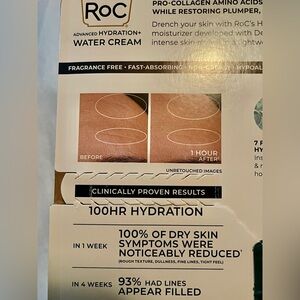 RoC
ADVANCED HYDRATION+
WATER CREAM
PRO-COLLAGEN AMINO ACIDS
WHILE RESTORING PLUMPER,
Drench your skin with RoC's H
moisturizer developed with De
intense skin
FRAGRANCE FREE • FAST-ABSORBING •
BEFORE
1 HOUR
AFTER
UNRETOUCHED IMAGES
CLINICALLY PROVEN RESULTS
100HR HYDRATION
IN 1 WEEK
100% OF DRY SKIN
SYMPTOMS WERE
NOTICEABLY REDUCED
(ROUGH TEXTURE, DULLNESS, FINE LINES, TIGHT FEEL)
IN 4 WEEKS
93% HAD LINES
APPEAR FILLED